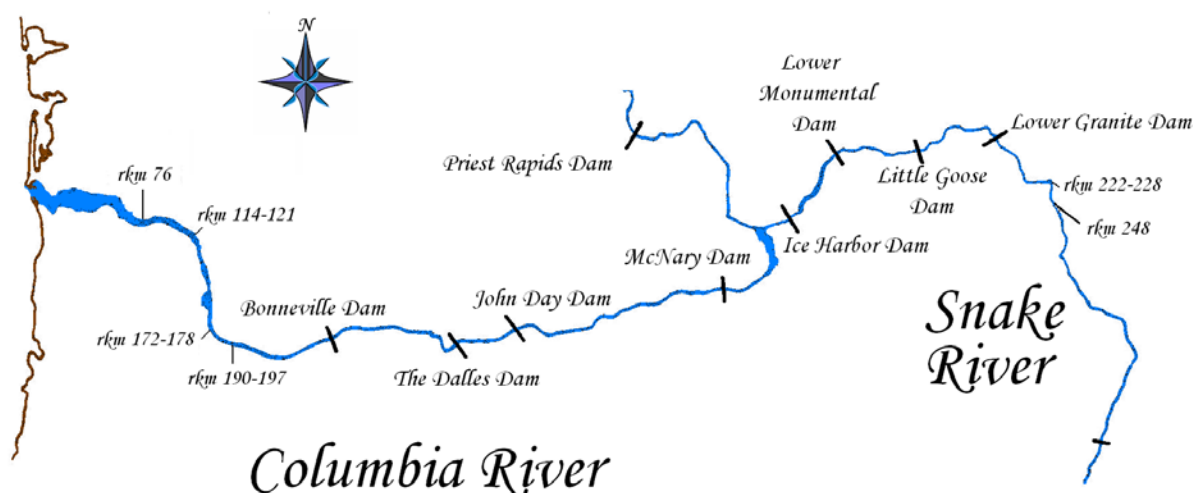 N
Lower
Monumental
Dam
Lower Granite Dam
Priest Rapids Dam
rkm 76
Little Goose
Dam
rkm 222-228
rkm 114-121
rkm 248
Ice Harbor Dam
McNary Dam
John Day Dam
Bonneville Dam
Snake
River
rkm 172-178
rkm 190-197
The Dalles Dam
Columbia River